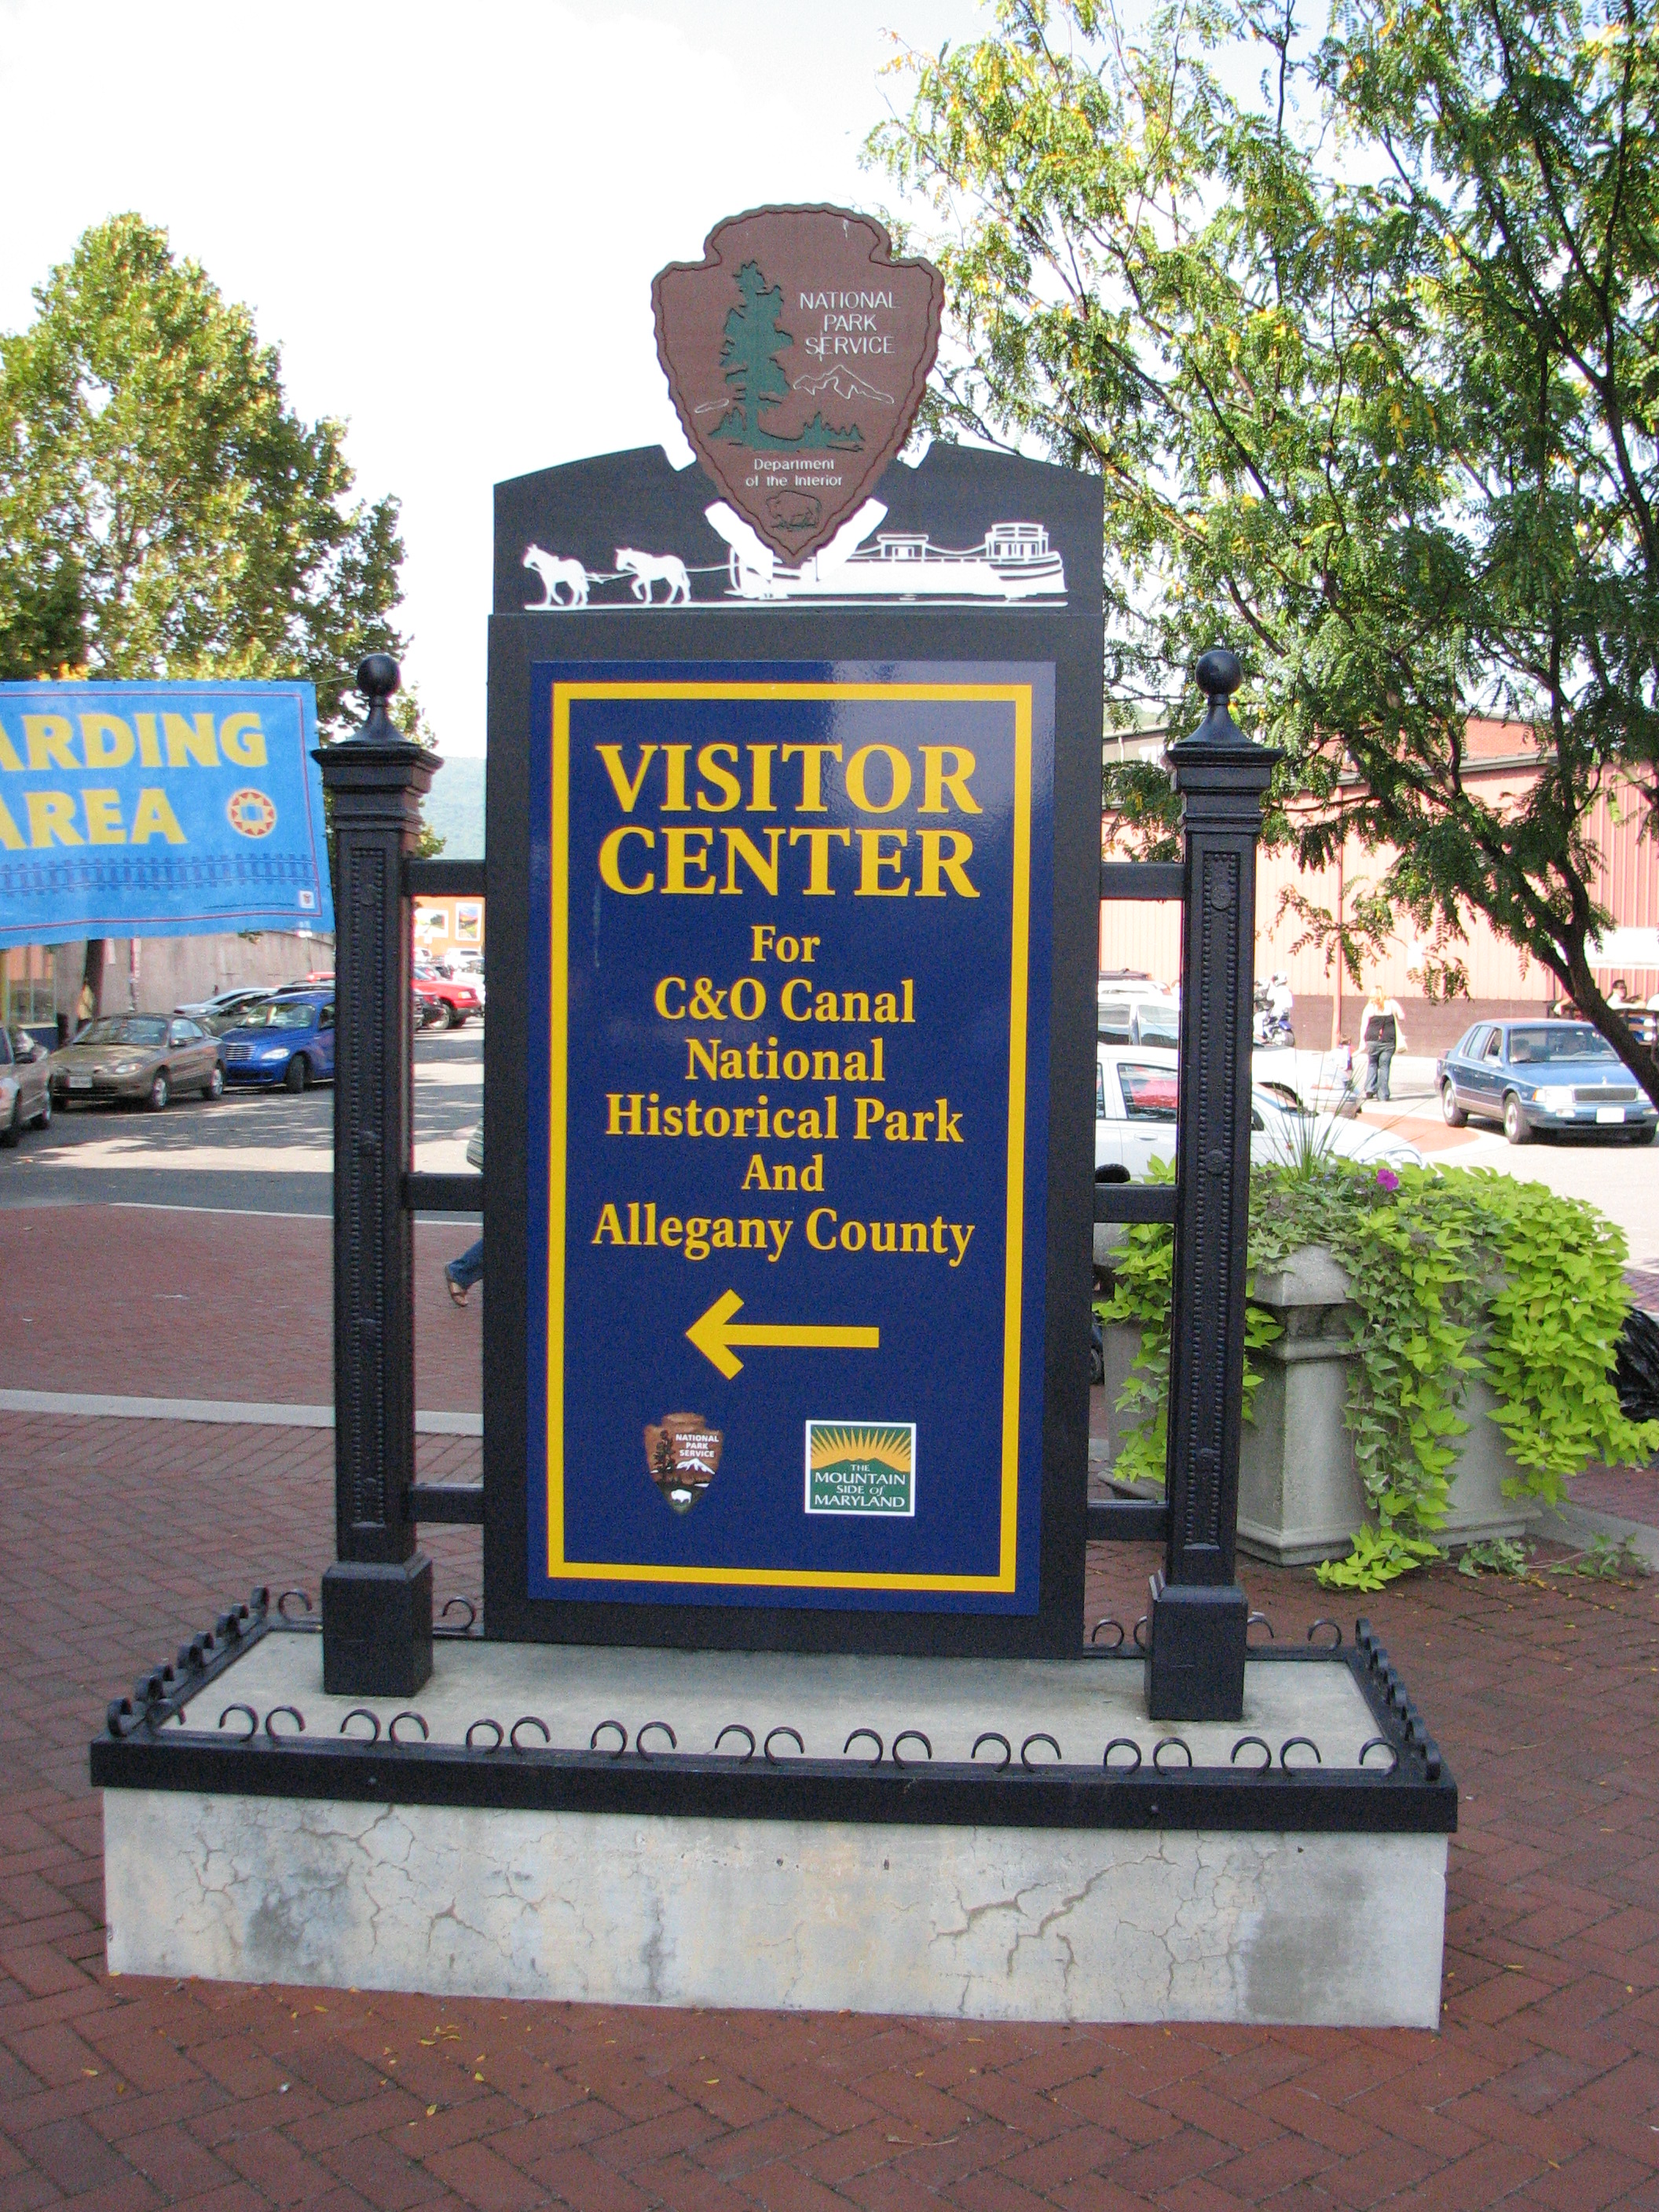 NATIONAL
PARK
SERVICE
Department
of the Interior
ARDING
AREA
VISITOR
CENTER
For
C&O Canal
National
Historical Park
And
Allegany County
NATIONAL
PARK
SERVICE
THE
MOUNTAIN
SIDE of
MARYLAND